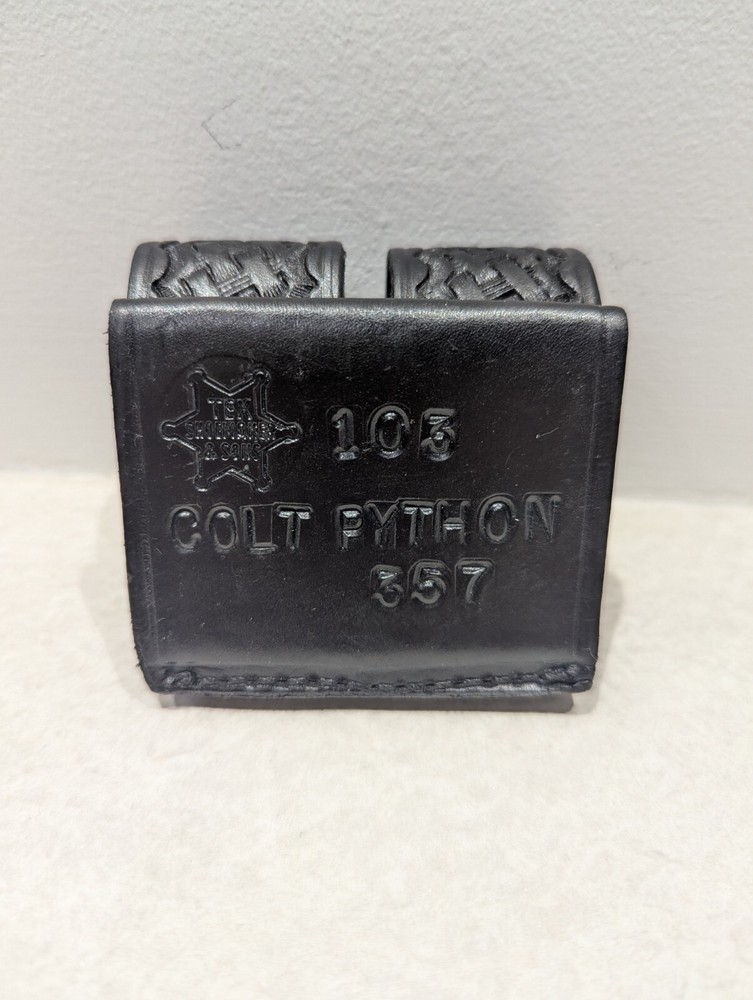 TEX
SHOEMAKER
& SONS
103
COLT PYTHON
357